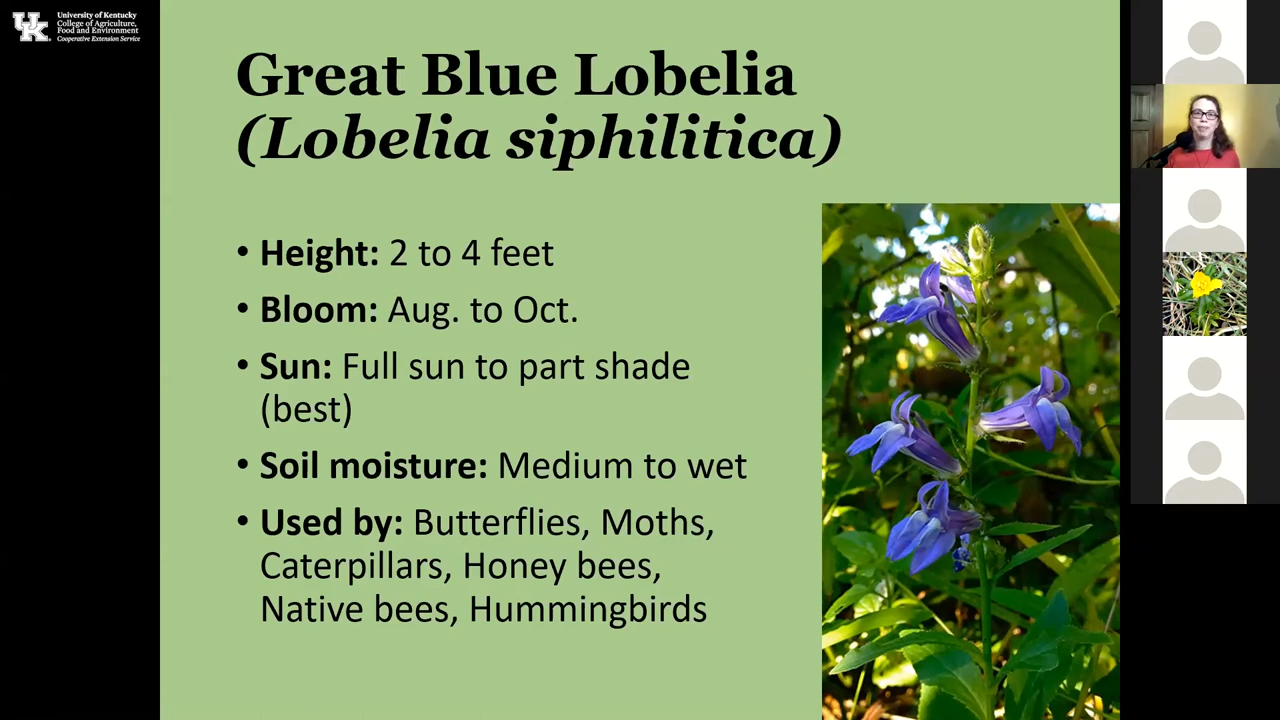 University of Kentucky
College of Agriculture,
Food and Environment
Cooperative Extension Service
Great Blue Lobelia
(Lobelia siphilitica)
• Height: 2 to 4 feet
• Bloom: Aug. to Oct.
• Sun: Full sun to part shade
(best)
• Soil moisture: Medium to wet
• Used by: Butterflies, Moths,
Caterpillars, Honey bees,
Native bees, Hummingbirds